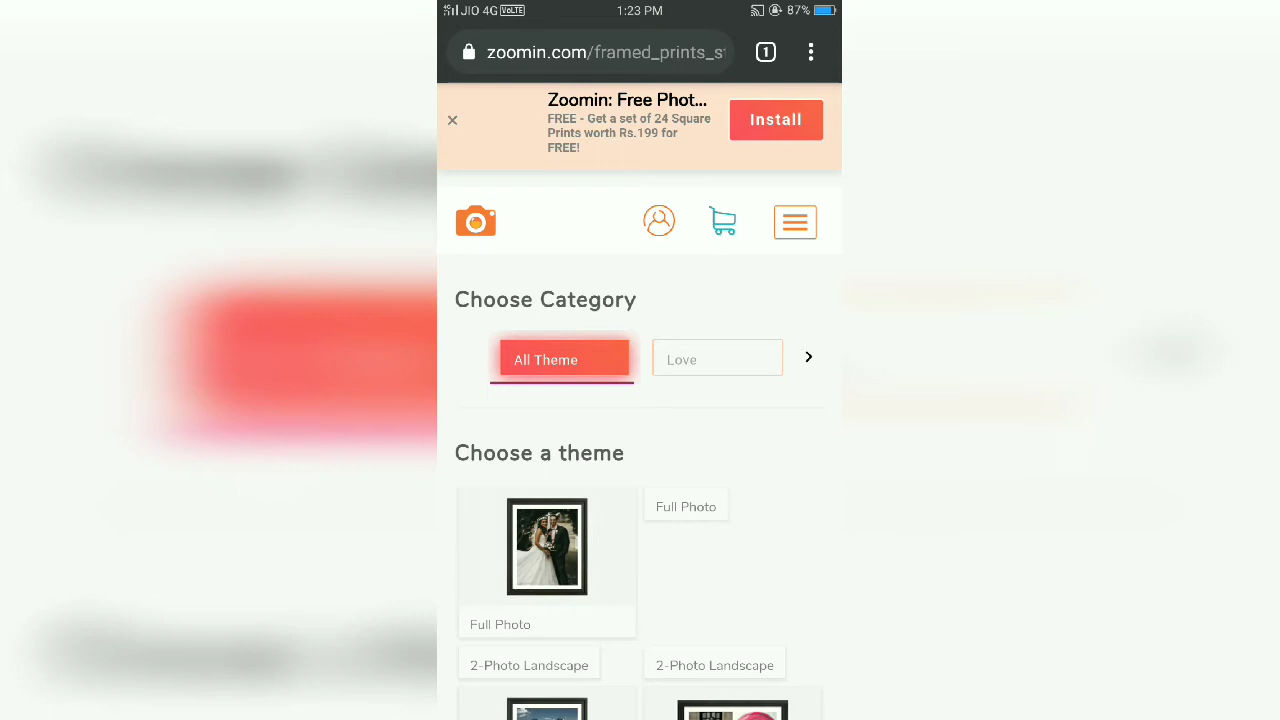 JIO 4G VoLTE
1:23 PM
87%
zoomin.com/framed_prints_s
1
Zoomin: Free Phot...
FREE - Get a set of 24 Square
Prints worth Rs.199 for
FREE!
Install
Choose Category
All Theme
Love
Choose a theme
Full Photo
Full Photo
2-Photo Landscape
2-Photo Landscape